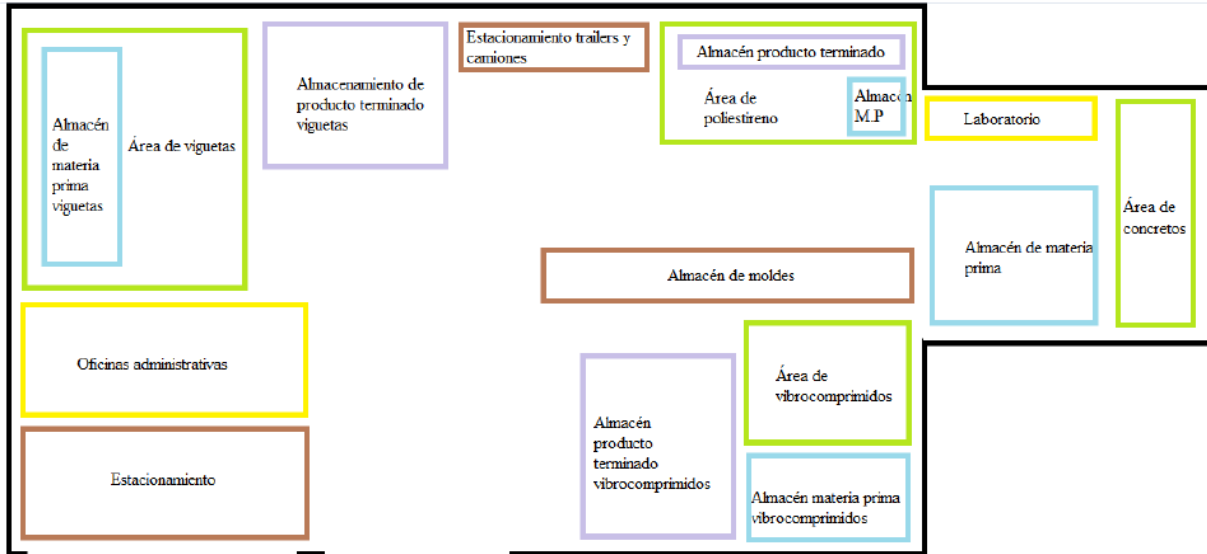 Almacén
de
materia
prima
viguetas
Área de viguetas
Almacenamiento de
producto terminado
viguetas
Estacionamiento trailers y
camiones
Almacén producto terminado
Área de
poliestireno
Almacén
M.P
Laboratorio
Área de
concretos
Almacén de materia
prima
Almacén de moldes
Oficinas administrativas
Estacionamiento
Almacén
producto
terminado
vibrocomprimidos
Área de
vibrocomprimidos
Almacén materia prima
vibrocomprimidos